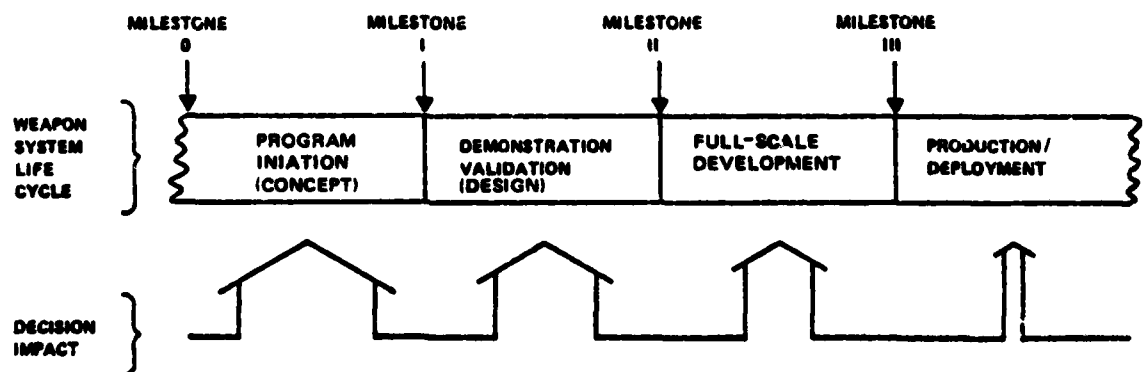 MILESTONE
0
MILESTONE
I
MILESTONE
II
MILESTONE
III
WEAPON
SYSTEM
LIFE
CYCLE
PROGRAM
INIATION
(CONCEPT)
DEMONSTRATION
VALIDATION
(DESIGN)
FULL-SCALE
DEVELOPMENT
PRODUCTION/
DEPLOYMENT
DECISION
IMPACT